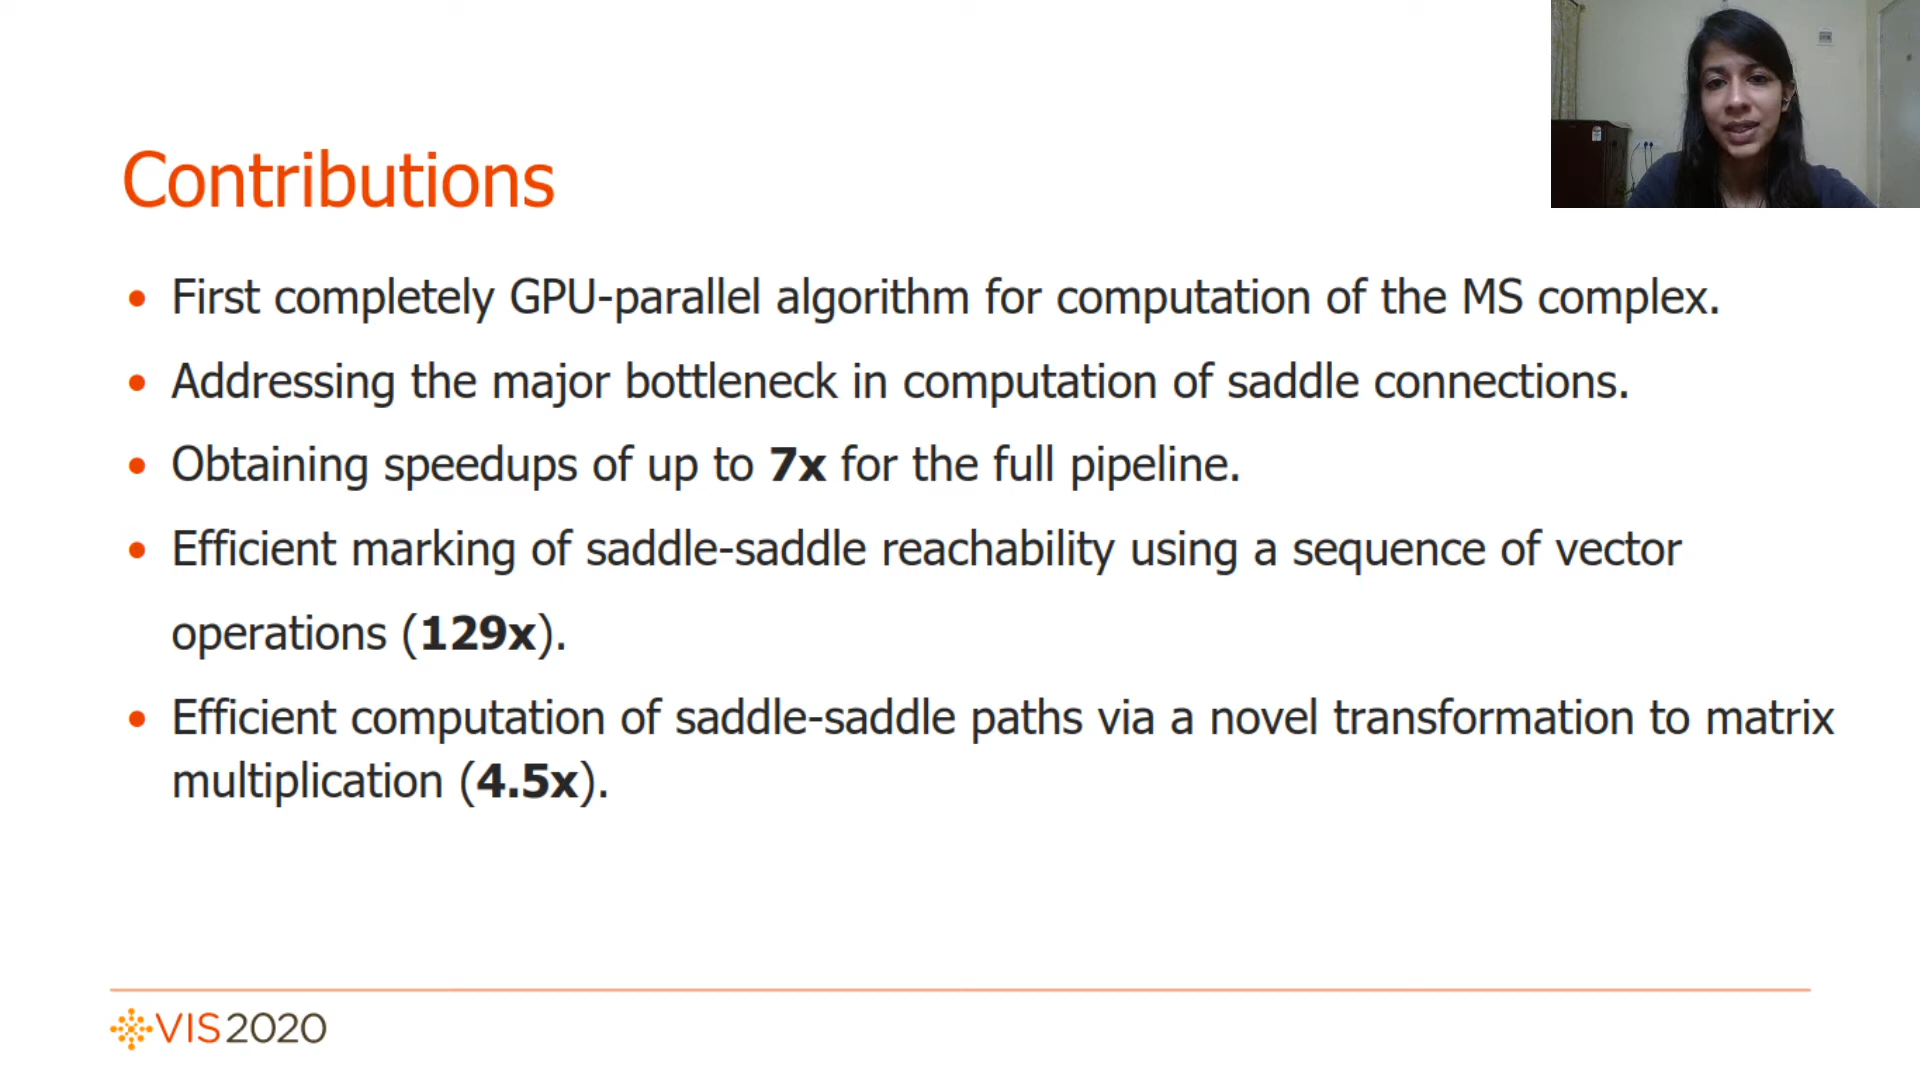 Contributions
• First completely GPU-parallel algorithm for computation of the MS complex.
• Addressing the major bottleneck in computation of saddle connections.
• Obtaining speedups of up to 7x for the full pipeline.
• Efficient marking of saddle-saddle reachability using a sequence of vector
operations (129x).
• Efficient computation of saddle-saddle paths via a novel transformation to matrix
multiplication (4.5x).
VIS2020